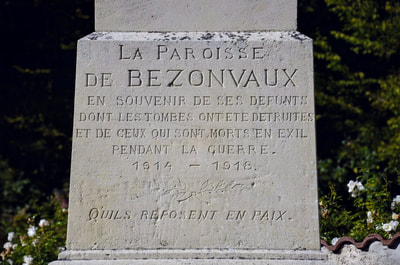 LA PAROISSE
DE BEZONVAUX
EN SOUVENIR DE SES DEFUNTS
DONT LES TOMBES ONT ETE DETRUITES
ET DE CEUX QUI SONT MORTS EN EXIL
PENDANT LA GUERRE.
1914 - 1918.
QU'ILS REPOSENT EN PAIX.